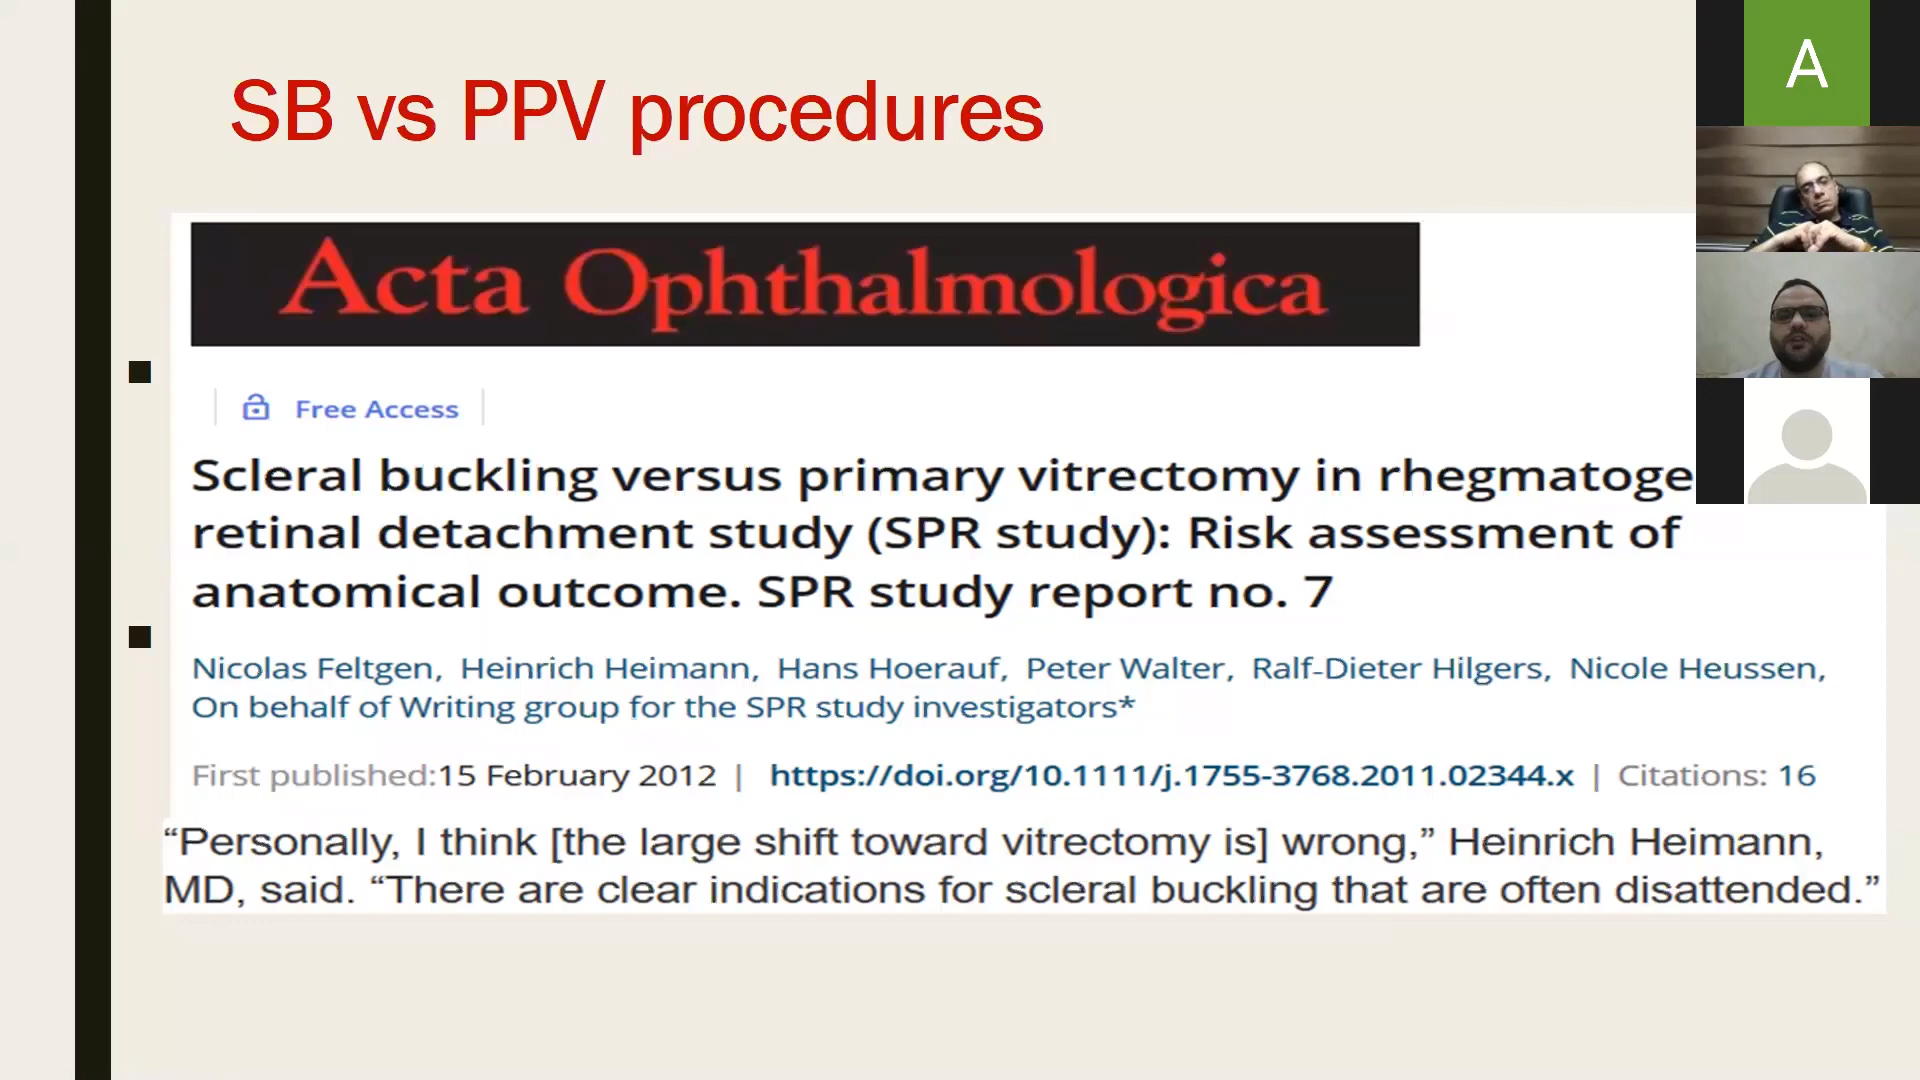 SB vs PPV procedures
A
Acta Ophthalmologica
Free Access
Scleral buckling versus primary vitrectomy in rhegmatoge
retinal detachment study (SPR study): Risk assessment of
anatomical outcome. SPR study report no. 7
Nicolas Feltgen, Heinrich Heimann, Hans Hoerauf, Peter Walter, Ralf-Dieter Hilgers, Nicole Heussen,
On behalf of Writing group for the SPR study investigators*
First published:15 February 2012 | https://doi.org/10.1111/j.1755-3768.2011.02344.x | Citations: 16
“Personally, I think [the large shift toward vitrectomy is] wrong,” Heinrich Heimann,
MD, said. “There are clear indications for scleral buckling that are often disattended.”